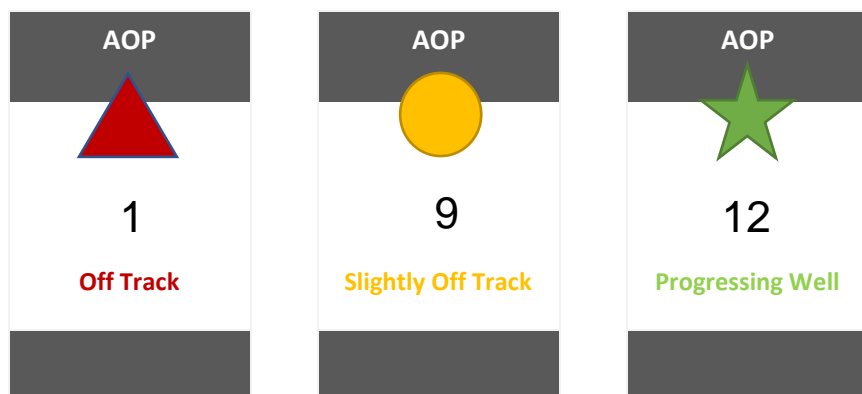 AOP
1
Off Track
AOP
9
Slightly Off Track
AOP
12
Progressing Well